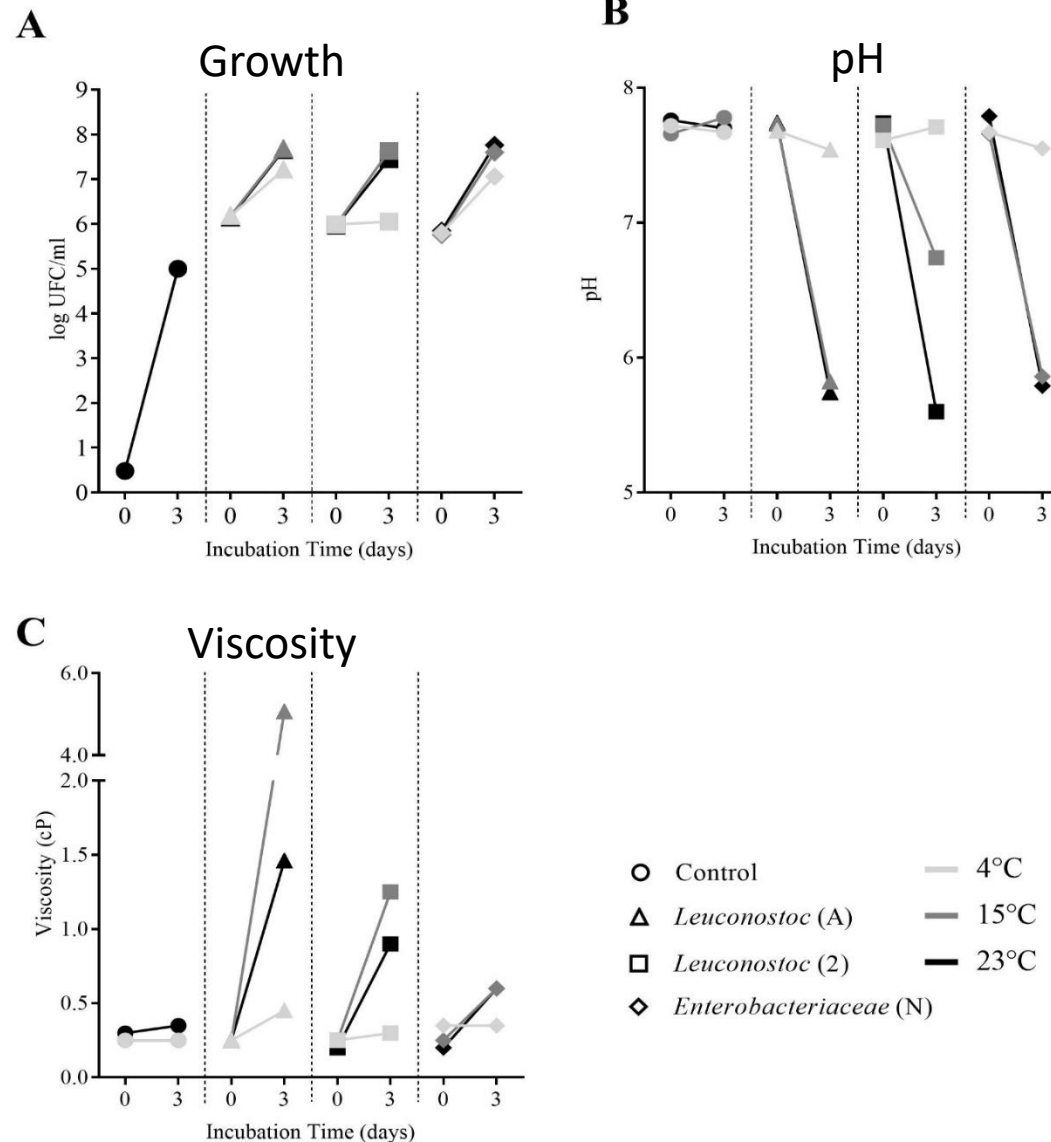 A
Growth
9
8
7
6
5
4
3
2
1
0
log UFC/ml
0 3 0 3 0 3 0 3
Incubation Time (days)
B
pH
8
7
6
5
pH
0 3 0 3 0 3 0 3
Incubation Time (days)
C
Viscosity
6.0
4.0
2.0
1.5
1.0
0.5
0.0
Viscosity (cP)
0 3 0 3 0 3 0 3
Incubation Time (days)
Control
Leuconostoc (A)
Leuconostoc (2)
Enterobacteriaceae (N)
4°C
15°C
23°C